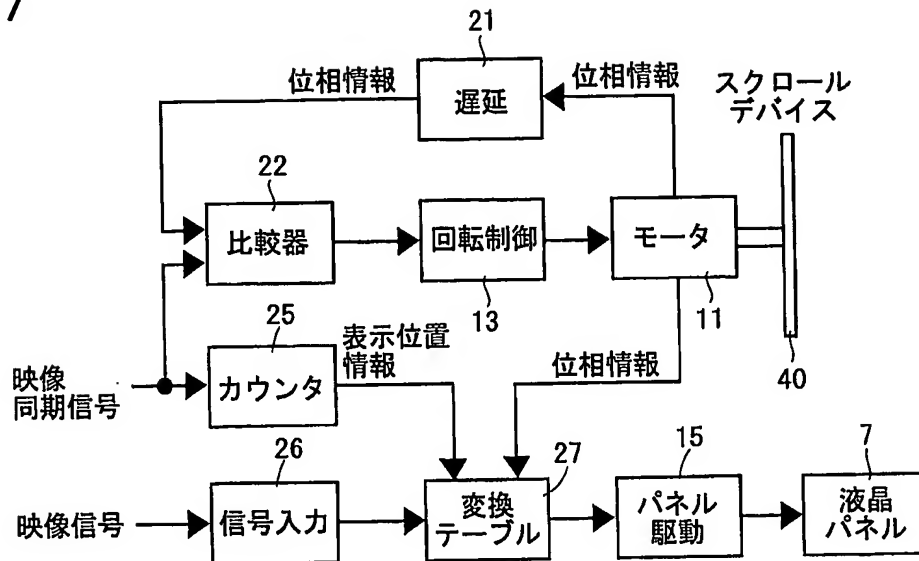 7
21
位相情報
遅延
位相情報
スクロール
デバイス
22
比較器
回転制御
モータ
13
11
25
表示位置
情報
位相情報
40
映像
同期信号
カウンタ
26
27
15
7
映像信号
信号入力
変換
テーブル
パネル
駆動
液晶
パネル